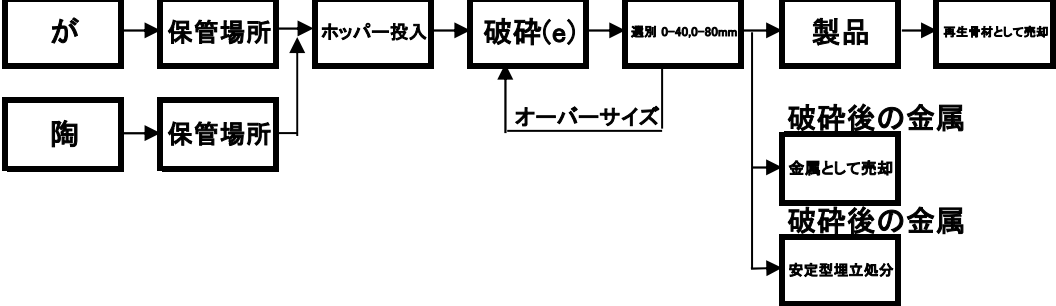 が
保管場所
ホッパー投入
破砕(e)
選別 0-40,0-80mm
製品
再生骨材として売却
オーバーサイズ
陶
保管場所
破砕後の金属
金属として売却
破砕後の金属
安定型埋立処分